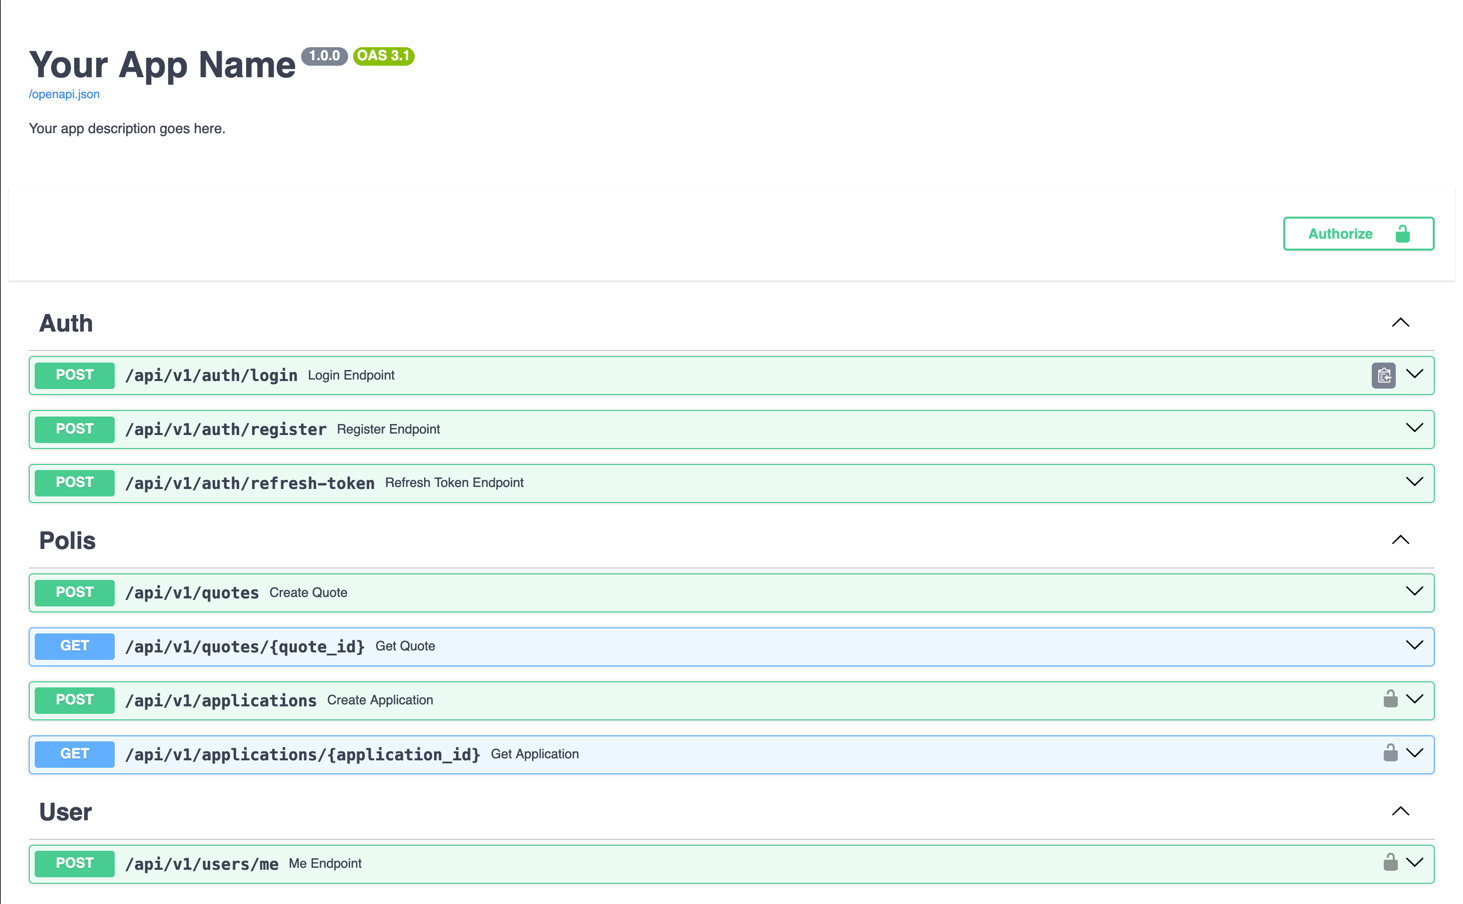 Your App Name 1.0.0 OAS 3.1
/openapi.json
Your app description goes here.
Authorize
Auth
POST /api/v1/auth/login Login Endpoint
POST /api/v1/auth/register Register Endpoint
POST /api/v1/auth/refresh-token Refresh Token Endpoint
Polis
POST /api/v1/quotes Create Quote
GET /api/v1/quotes/{quote_id} Get Quote
POST /api/v1/applications Create Application
GET /api/v1/applications/{application_id} Get Application
User
POST /api/v1/users/me Me Endpoint